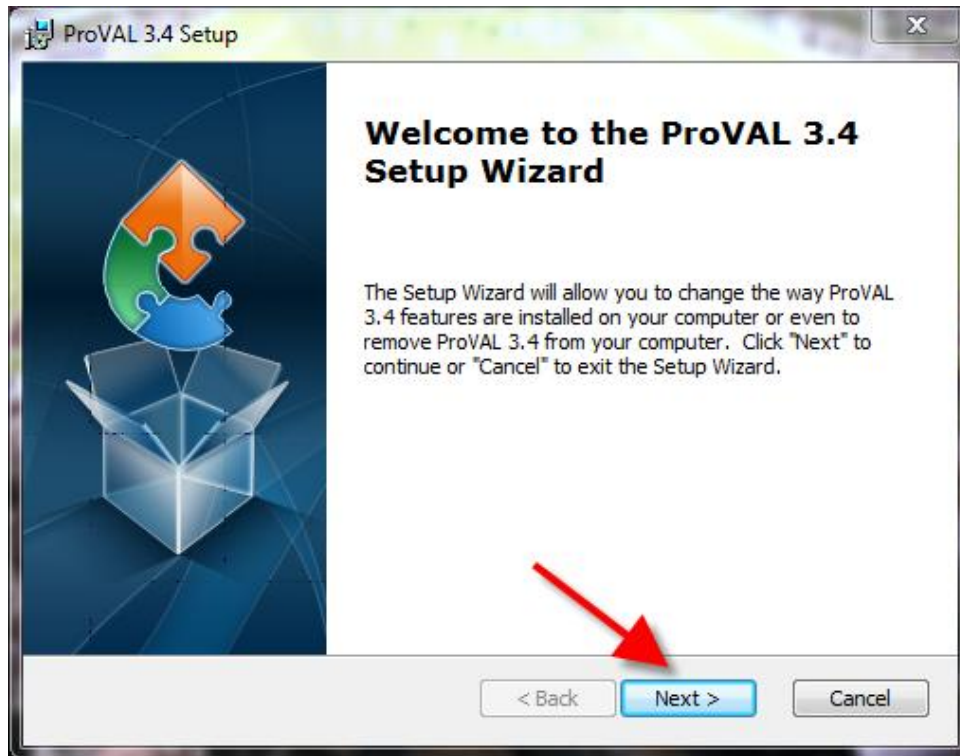 ProVAL 3.4 Setup
Welcome to the ProVAL 3.4
Setup Wizard
The Setup Wizard will allow you to change the way ProVAL
3.4 features are installed on your computer or even to
remove ProVAL 3.4 from your computer.  Click "Next" to
continue or "Cancel" to exit the Setup Wizard.
< Back
Next >
Cancel